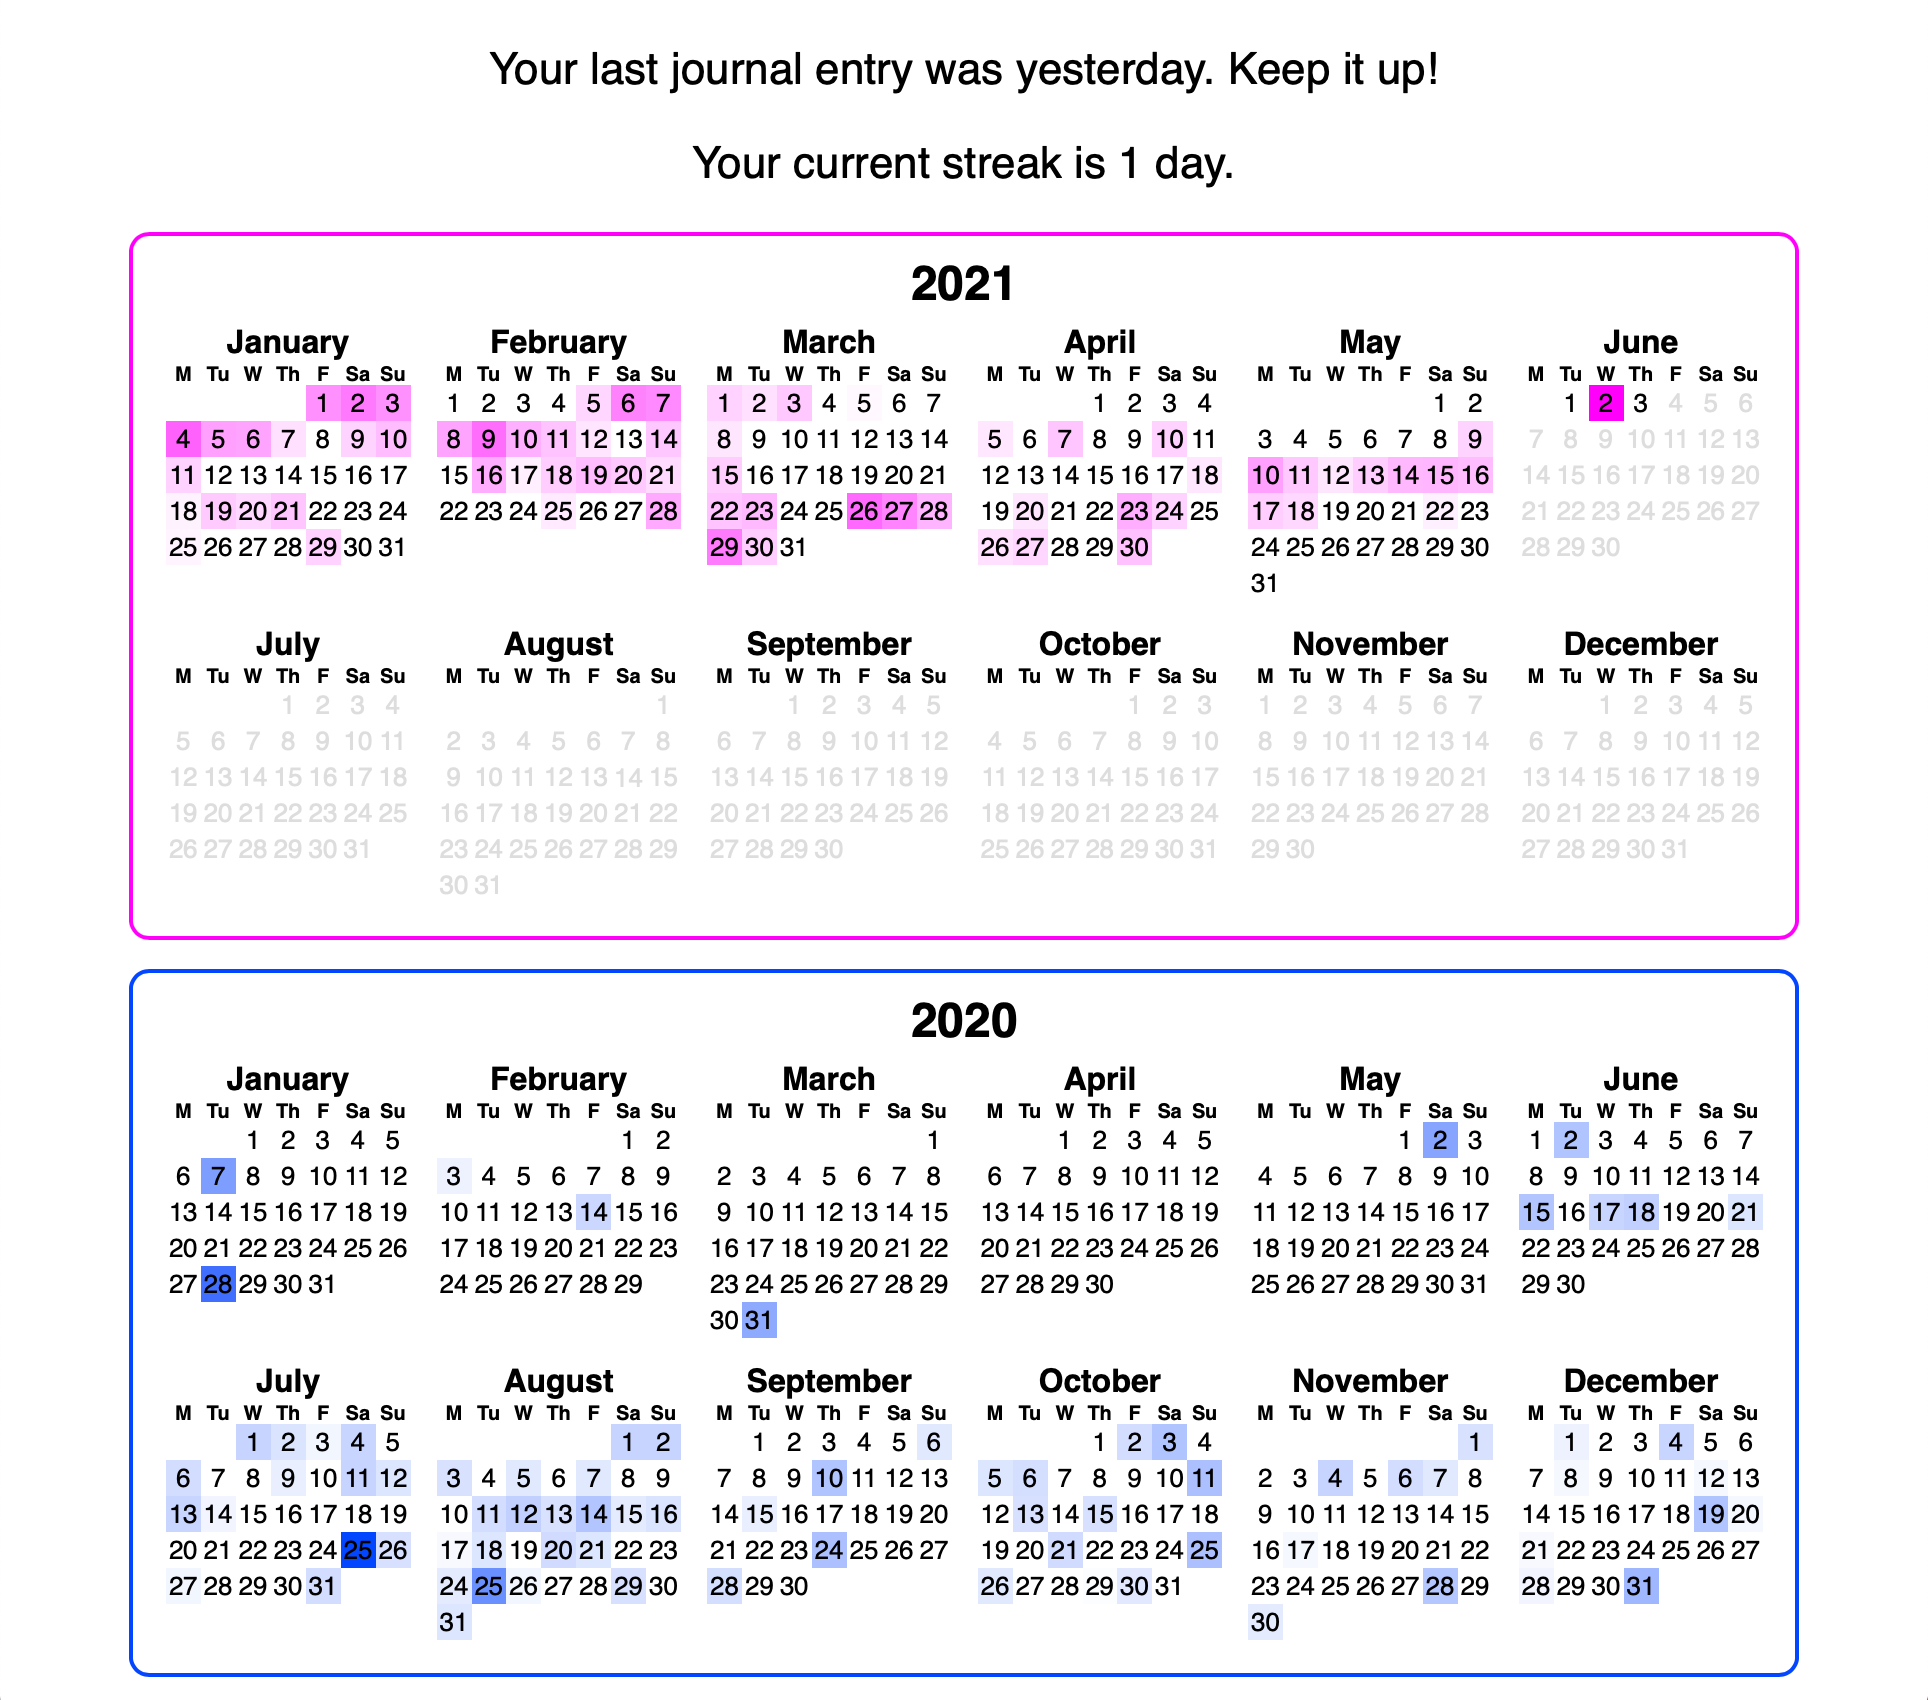 Your last journal entry was yesterday. Keep it up!
Your current streak is 1 day.
2021
January February March April May June
M Tu W Th F Sa Su M Tu W Th F Sa Su M Tu W Th F Sa Su M Tu W Th F Sa Su M Tu W Th F Sa Su M Tu W Th F Sa Su
1 2 3 1 2 3 4 5 6 7 1 2 3 4 5 6 7 1 2 3 4 1 2 1 2 3 4 5 6
4 5 6 7 8 9 10 8 9 10 11 12 13 14 8 9 10 11 12 13 14 5 6 7 8 9 10 11 3 4 5 6 7 8 9 7 8 9 10 11 12 13
11 12 13 14 15 16 17 15 16 17 18 19 20 21 15 16 17 18 19 20 21 12 13 14 15 16 17 18 10 11 12 13 14 15 16 14 15 16 17 18 19 20
18 19 20 21 22 23 24 22 23 24 25 26 27 28 22 23 24 25 26 27 28 19 20 21 22 23 24 25 17 18 19 20 21 22 23 21 22 23 24 25 26 27
25 26 27 28 29 30 31 29 30 31 26 27 28 29 30 24 25 26 27 28 29 30 28 29 30
31
July August September October November December
M Tu W Th F Sa Su M Tu W Th F Sa Su M Tu W Th F Sa Su M Tu W Th F Sa Su M Tu W Th F Sa Su M Tu W Th F Sa Su
1 2 3 4 1 1 2 3 4 5 1 2 3 1 2 3 4 5 6 7 1 2 3 4 5
5 6 7 8 9 10 11 2 3 4 5 6 7 8 6 7 8 9 10 11 12 4 5 6 7 8 9 10 8 9 10 11 12 13 14 6 7 8 9 10 11 12
12 13 14 15 16 17 18 9 10 11 12 13 14 15 13 14 15 16 17 18 19 11 12 13 14 15 16 17 15 16 17 18 19 20 21 13 14 15 16 17 18 19
19 20 21 22 23 24 25 16 17 18 19 20 21 22 20 21 22 23 24 25 26 18 19 20 21 22 23 24 22 23 24 25 26 27 28 20 21 22 23 24 25 26
26 27 28 29 30 31 23 24 25 26 27 28 29 27 28 29 30 25 26 27 28 29 30 31 29 30 27 28 29 30 31
30 31
2020
January February March April May June
M Tu W Th F Sa Su M Tu W Th F Sa Su M Tu W Th F Sa Su M Tu W Th F Sa Su M Tu W Th F Sa Su M Tu W Th F Sa Su
1 2 3 4 5 1 2 1 1 2 3 4 5 1 2 3 1 2 3 4 5 6 7
6 7 8 9 10 11 12 3 4 5 6 7 8 9 2 3 4 5 6 7 8 6 7 8 9 10 11 12 4 5 6 7 8 9 10 8 9 10 11 12 13 14
13 14 15 16 17 18 19 10 11 12 13 14 15 16 9 10 11 12 13 14 15 13 14 15 16 17 18 19 11 12 13 14 15 16 17 15 16 17 18 19 20 21
20 21 22 23 24 25 26 17 18 19 20 21 22 23 16 17 18 19 20 21 22 20 21 22 23 24 25 26 18 19 20 21 22 23 24 22 23 24 25 26 27 28
27 28 29 30 31 24 25 26 27 28 29 23 24 25 26 27 28 29 27 28 29 30 25 26 27 28 29 30 31 29 30
30 31
July August September October November December
M Tu W Th F Sa Su M Tu W Th F Sa Su M Tu W Th F Sa Su M Tu W Th F Sa Su M Tu W Th F Sa Su M Tu W Th F Sa Su
1 2 3 4 5 1 2 1 2 3 4 5 6 1 2 3 4 1 1 2 3 4 5 6
6 7 8 9 10 11 12 3 4 5 6 7 8 9 7 8 9 10 11 12 13 5 6 7 8 9 10 11 2 3 4 5 6 7 8 7 8 9 10 11 12 13
13 14 15 16 17 18 19 10 11 12 13 14 15 16 14 15 16 17 18 19 20 12 13 14 15 16 17 18 9 10 11 12 13 14 15 14 15 16 17 18 19 20
20 21 22 23 24 25 26 17 18 19 20 21 22 23 21 22 23 24 25 26 27 19 20 21 22 23 24 25 16 17 18 19 20 21 22 21 22 23 24 25 26 27
27 28 29 30 31 24 25 26 27 28 29 30 28 29 30 26 27 28 29 30 31 23 24 25 26 27 28 29 28 29 30 31
31 30